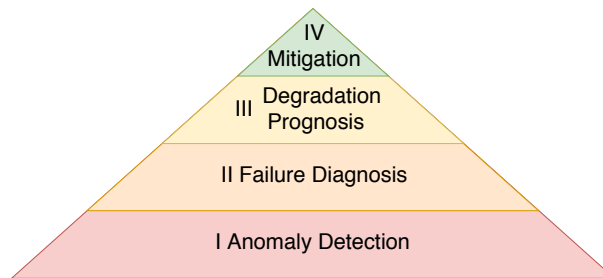 IV
Mitigation
III Degradation
Prognosis
II Failure Diagnosis
I Anomaly Detection